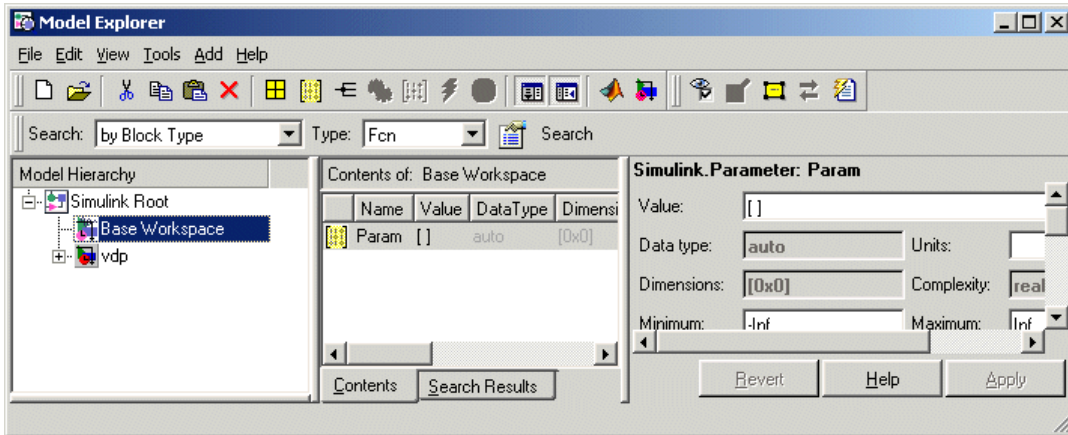 Model Explorer
File Edit View Tools Add Help
Search: by Block Type Type: Fcn Search
Model Hierarchy
Simulink Root
Base Workspace
vdp
Contents of: Base Workspace
Name Value DataType Dimensi
Param [ ] auto [0x0]
Contents Search Results
Simulink.Parameter: Param
Value: [ ]
Data type: auto Units:
Dimensions: [0x0] Complexity: real
Minimum: -Inf Maximum: Inf
Revert Help Apply